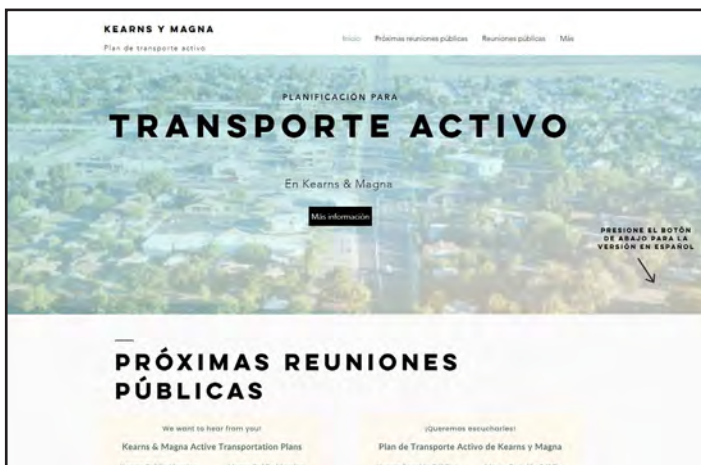 KEARNS Y MAGNA
Plan de transporte activo
Inicio Próximas reuniones públicas Reuniones públicas Más
PLANIFICACIÓN PARA
TRANSPORTE ACTIVO
En Kearns & Magna
Más información
PRESIONE EL BOTÓN
DE ABAJO PARA LA
VERSIÓN EN ESPAÑOL
PRÓXIMAS REUNIONES
PÚBLICAS
We want to hear from you!
Kearns & Magna Active Transportation Plans
¡Queremos escucharles!
Plan de Transporte Activo de Kearns y Magna